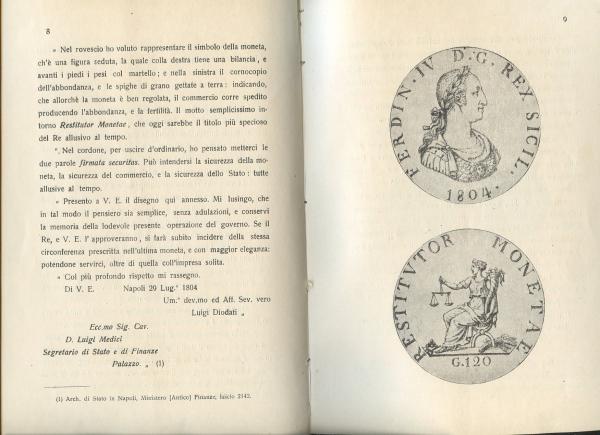 8
« Nel rovescio ho voluto rappresentare il simbolo della moneta,
ch'è una figura seduta, la quale colla destra tiene una bilancia, e
avanti i piedi i pesi col martello; e nella sinistra il cornocopio
dell'abbondanza, e le spighe di grano gettate a terra: indicando,
che allorchè la moneta è ben regolata, il commercio corre spedito
producendo l'abbondanza, e la fertilità. Il motto semplicissimo in-
torno Restitutor Monetae, che oggi sarebbe il titolo più specioso
del Re allusivo al tempo.
«. Nel cordone, per uscire d'ordinario, ho pensato metterci le
due parole firmata securitas. Può intendersi la sicurezza della mo-
neta, la sicurezza del commercio, e la sicurezza dello Stato: tutte
allusive al tempo.
« Presento a V. E. il disegno qui annesso. Mi lusingo, che
in tal modo il pensiero sia semplice, senza adulazioni, e conservi
la memoria della lodevole presente operazione del governo. Se il
Re, e V. E. l'approveranno, si farà subito incidere della stessa
circonferenza prescritta nell'ultima moneta, e con maggior eleganza:
potendone servirci, oltre di quella coll'impresa solita.
« Col più profondo rispetto mi rassegno.
Di V. E. Napoli 29 Lug.° 1804
Um.° dev.mo ed Aff. Sev. vero
Luigi Diodati „
Ecc.mo Sig. Cav.
D. Luigi Medici
Segretario di Stato e di Finanze
Palazzo. „ (1)
(1) Arch. di Stato in Napoli, Ministero [Antico] Finanze, fascio 2142.
9
FERDIN. IV D. G. REX SICIL.
1804.
RESTITVTOR MONETAE
G.120